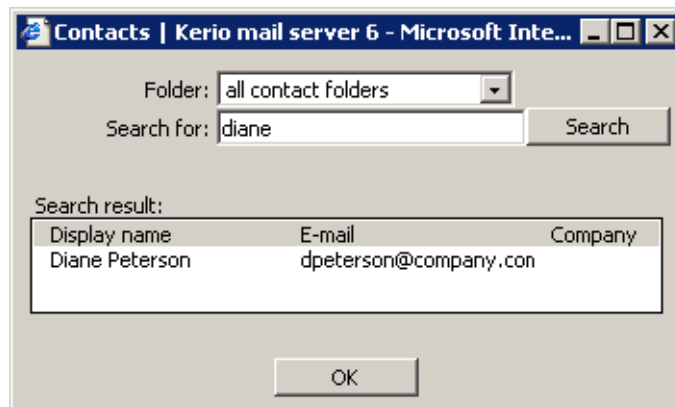 Contacts | Kerio mail server 6 - Microsoft Inte...
Folder: all contact folders
Search for: diane Search
Search result:
Display name E-mail Company
Diane Peterson dpeterson@company.con
OK